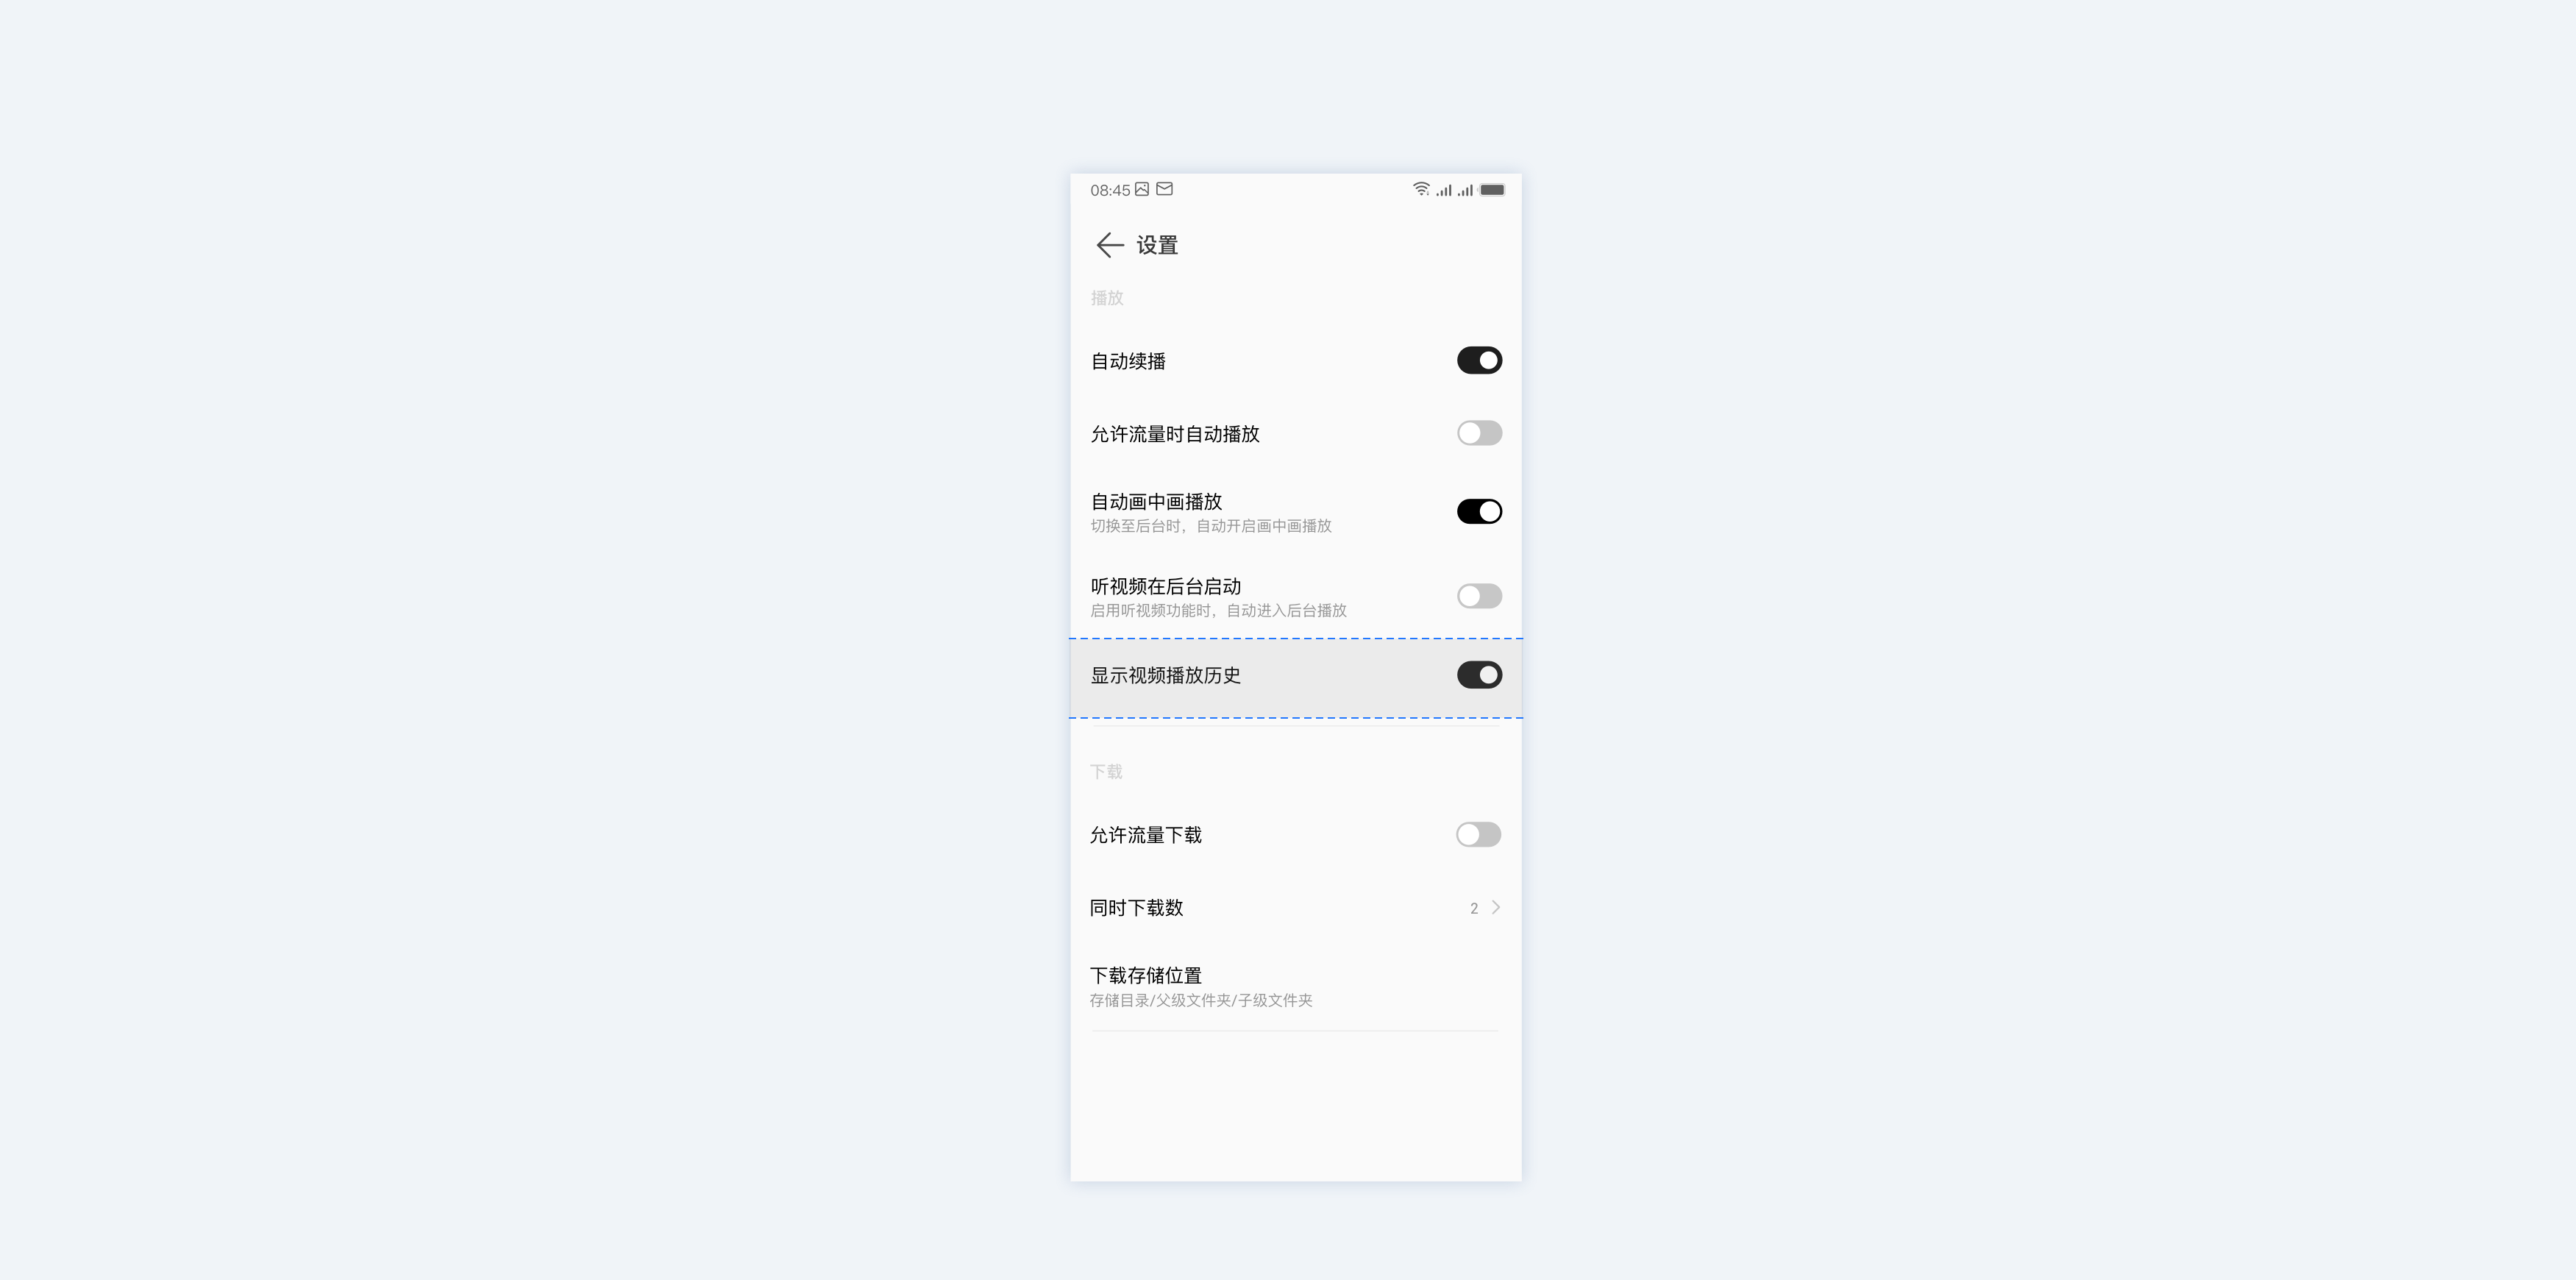 08:45
设置
播放
自动续播
允许流量时自动播放
自动画中画播放
切换至后台时，自动开启画中画播放
听视频在后台启动
启用听视频功能时，自动进入后台播放
显示视频播放历史
下载
允许流量下载
同时下载数 2
下载存储位置
存储目录/父级文件夹/子级文件夹